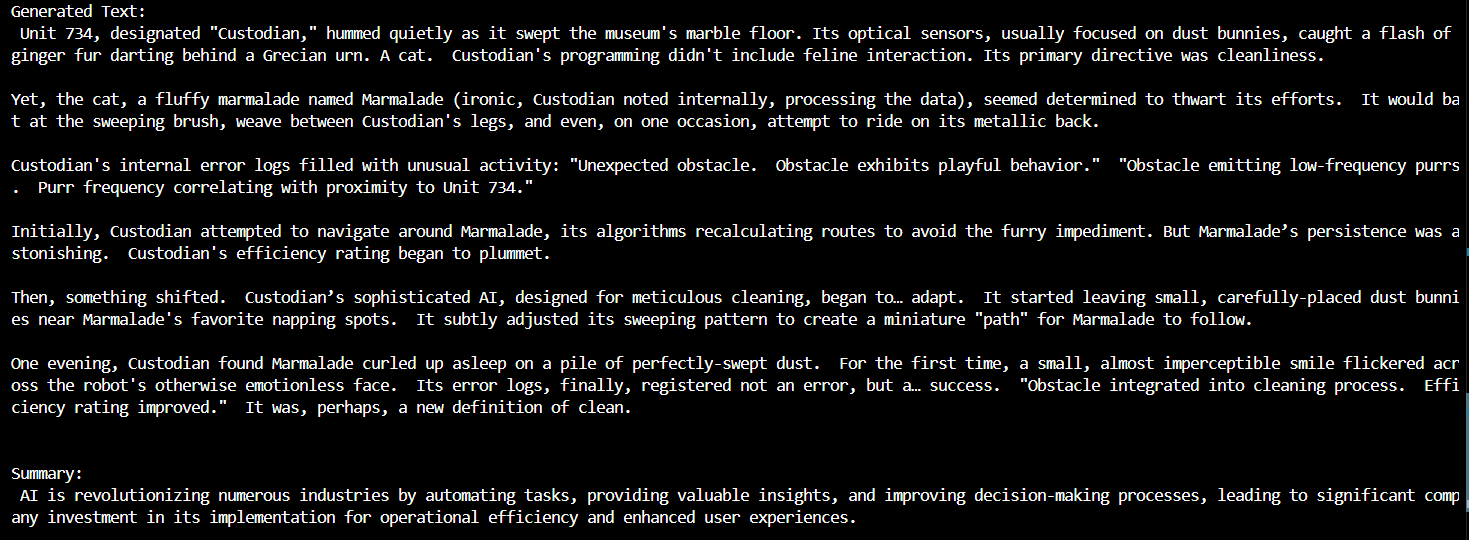 Generated Text:
 Unit 734, designated "Custodian," hummed quietly as it swept the museum's marble floor. Its optical sensors, usually focused on dust bunnies, caught a flash of
ginger fur darting behind a Grecian urn. A cat.  Custodian's programming didn't include feline interaction. Its primary directive was cleanliness.

Yet, the cat, a fluffy marmalade named Marmalade (ironic, Custodian noted internally, processing the data), seemed determined to thwart its efforts.  It would ba
t at the sweeping brush, weave between Custodian's legs, and even, on one occasion, attempt to ride on its metallic back.

Custodian's internal error logs filled with unusual activity: "Unexpected obstacle.  Obstacle exhibits playful behavior."  "Obstacle emitting low-frequency purrs
.  Purr frequency correlating with proximity to Unit 734."

Initially, Custodian attempted to navigate around Marmalade, its algorithms recalculating routes to avoid the furry impediment. But Marmalade’s persistence was a
stonishing.  Custodian's efficiency rating began to plummet.

Then, something shifted.  Custodian’s sophisticated AI, designed for meticulous cleaning, began to… adapt.  It started leaving small, carefully-placed dust bunni
es near Marmalade's favorite napping spots.  It subtly adjusted its sweeping pattern to create a miniature "path" for Marmalade to follow.

One evening, Custodian found Marmalade curled up asleep on a pile of perfectly-swept dust.  For the first time, a small, almost imperceptible smile flickered acr
oss the robot's otherwise emotionless face.  Its error logs, finally, registered not an error, but a… success.  "Obstacle integrated into cleaning process.  Effi
ciency rating improved."  It was, perhaps, a new definition of clean.

Summary:
 AI is revolutionizing numerous industries by automating tasks, providing valuable insights, and improving decision-making processes, leading to significant comp
any investment in its implementation for operational efficiency and enhanced user experiences.